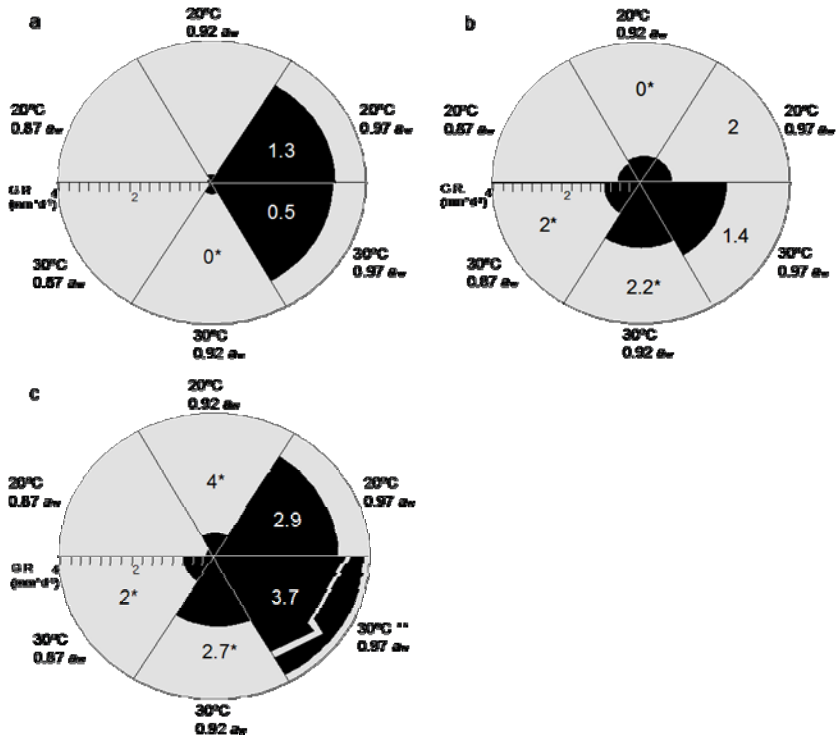 a
20ºC
0.92 aw
20ºC
0.87 aw
20ºC
0.97 aw
1.3
G.R.
(mm*d⁻¹)
4
2
0.5
0*
30ºC
0.87 aw
30ºC
0.97 aw
30ºC
0.92 aw
b
20ºC
0.92 aw
0*
20ºC
0.87 aw
2
20ºC
0.97 aw
G.R.
(mm*d⁻¹)
4
2
2*
1.4
30ºC
0.87 aw
30ºC
0.97 aw
2.2*
30ºC
0.92 aw
c
20ºC
0.92 aw
4*
20ºC
0.87 aw
2.9
20ºC
0.97 aw
G.R.
(mm*d⁻¹)
4
2
2*
3.7
30ºC
0.87 aw
30ºC **
0.97 aw
2.7*
30ºC
0.92 aw